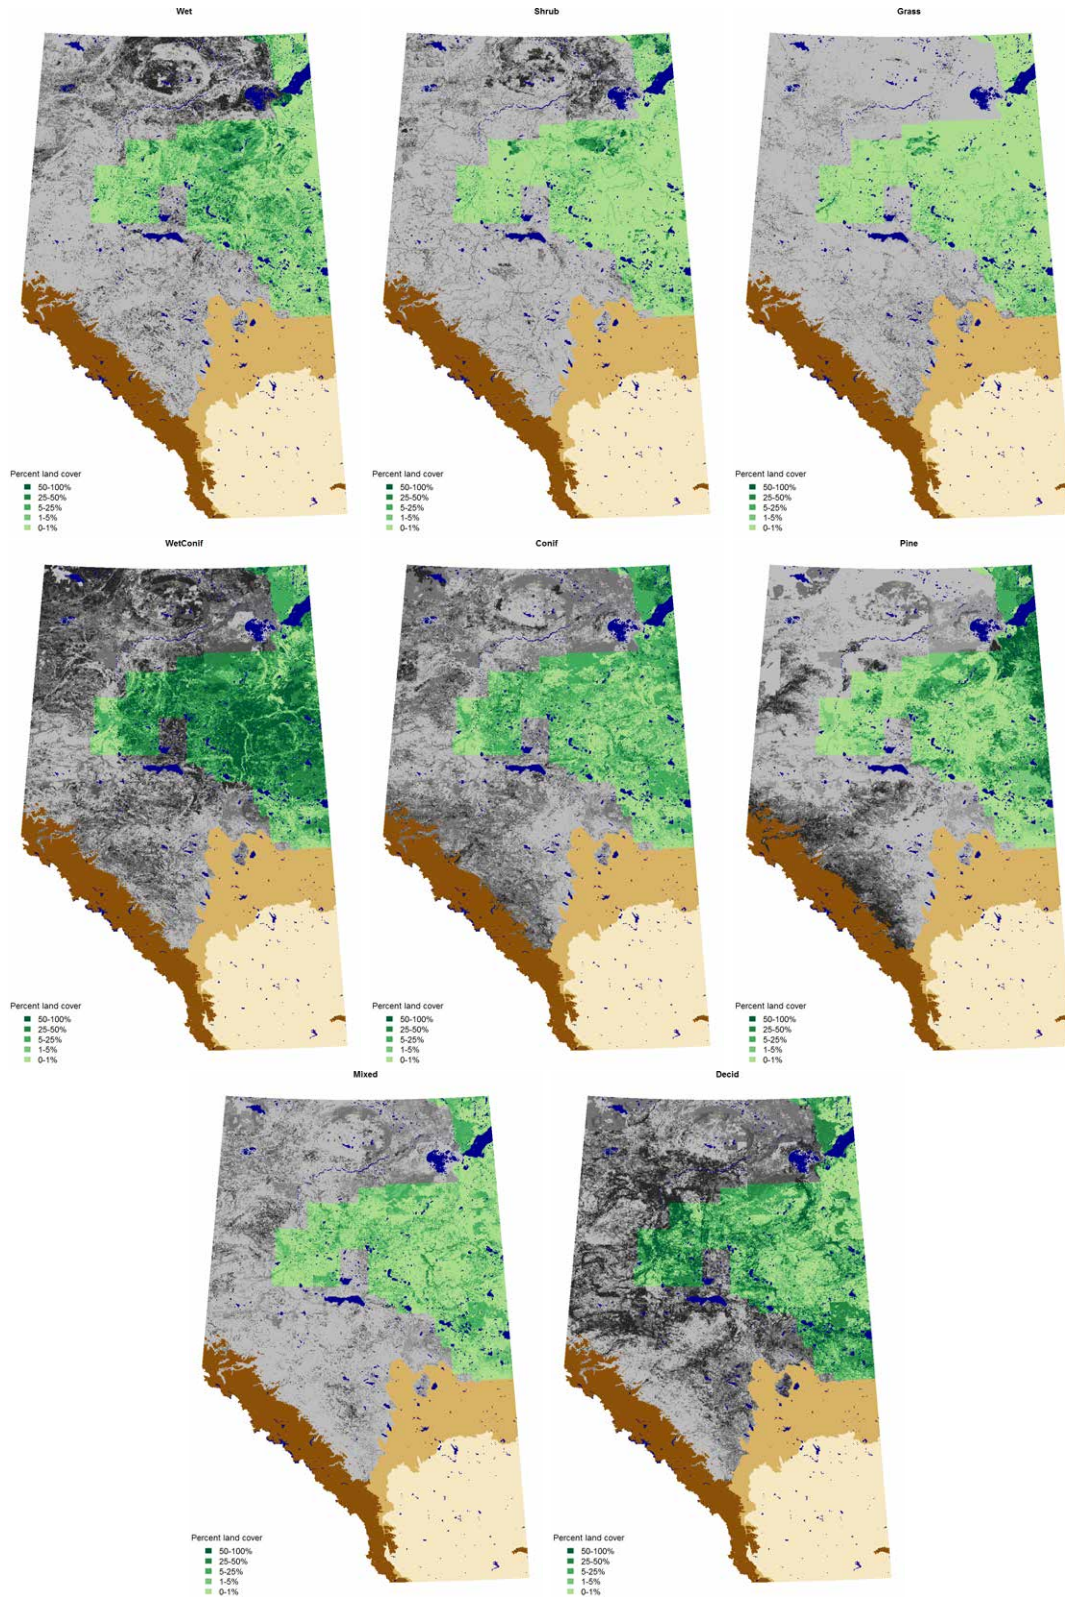 Wet
Shrub
Grass
Percent land cover
50-100%
25-50%
5-25%
1-5%
0-1%
Percent land cover
50-100%
25-50%
5-25%
1-5%
0-1%
Percent land cover
50-100%
25-50%
5-25%
1-5%
0-1%
WetConif
Conif
Pine
Percent land cover
50-100%
25-50%
5-25%
1-5%
0-1%
Percent land cover
50-100%
25-50%
5-25%
1-5%
0-1%
Percent land cover
50-100%
25-50%
5-25%
1-5%
0-1%
Mixed
Decid
Percent land cover
50-100%
25-50%
5-25%
1-5%
0-1%
Percent land cover
50-100%
25-50%
5-25%
1-5%
0-1%